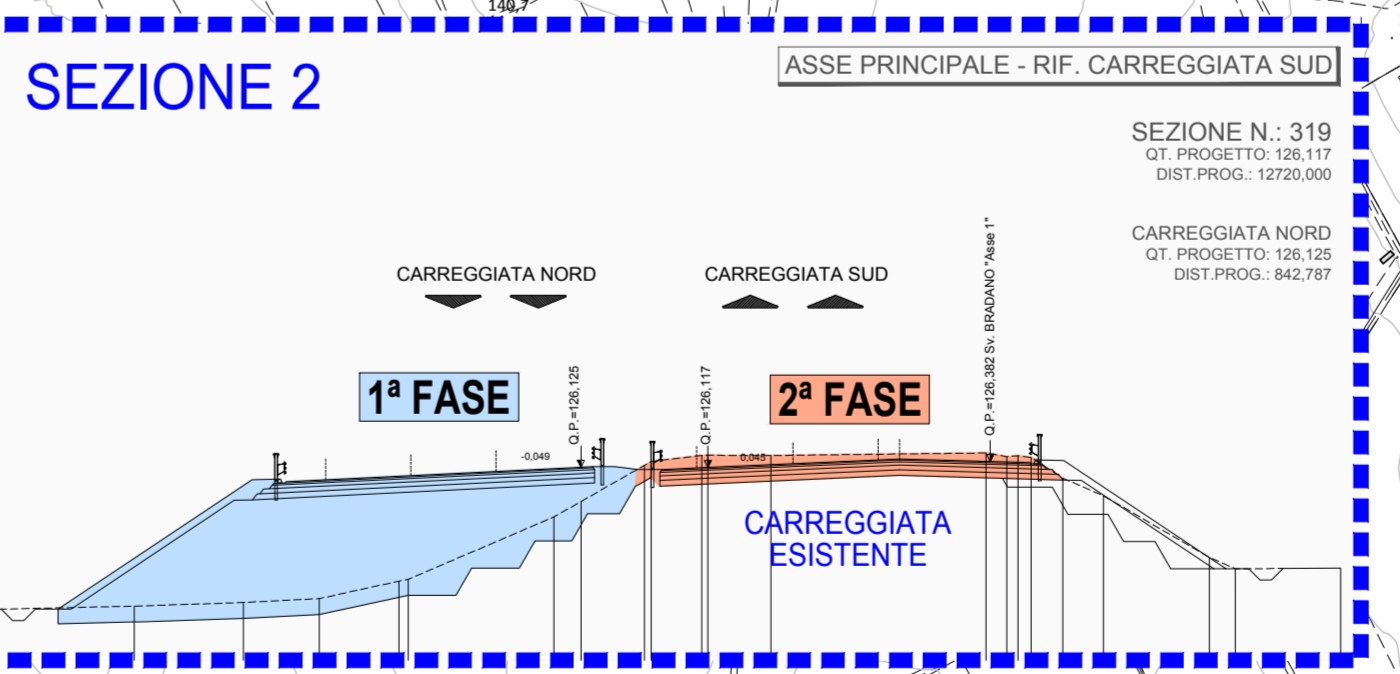 140,7
SEZIONE 2
ASSE PRINCIPALE - RIF. CARREGGIATA SUD
SEZIONE N.: 319
QT. PROGETTO: 126,117
DIST.PROG.: 12720,000
CARREGGIATA NORD
QT. PROGETTO: 126,125
DIST.PROG.: 842,787
CARREGGIATA NORD
CARREGGIATA SUD
Q.P.=126,382 Sv. BRADANO "Asse 1"
1ª FASE
Q.P.=126,125
Q.P.=126,117
2ª FASE
-0,049
0,045
CARREGGIATA
ESISTENTE